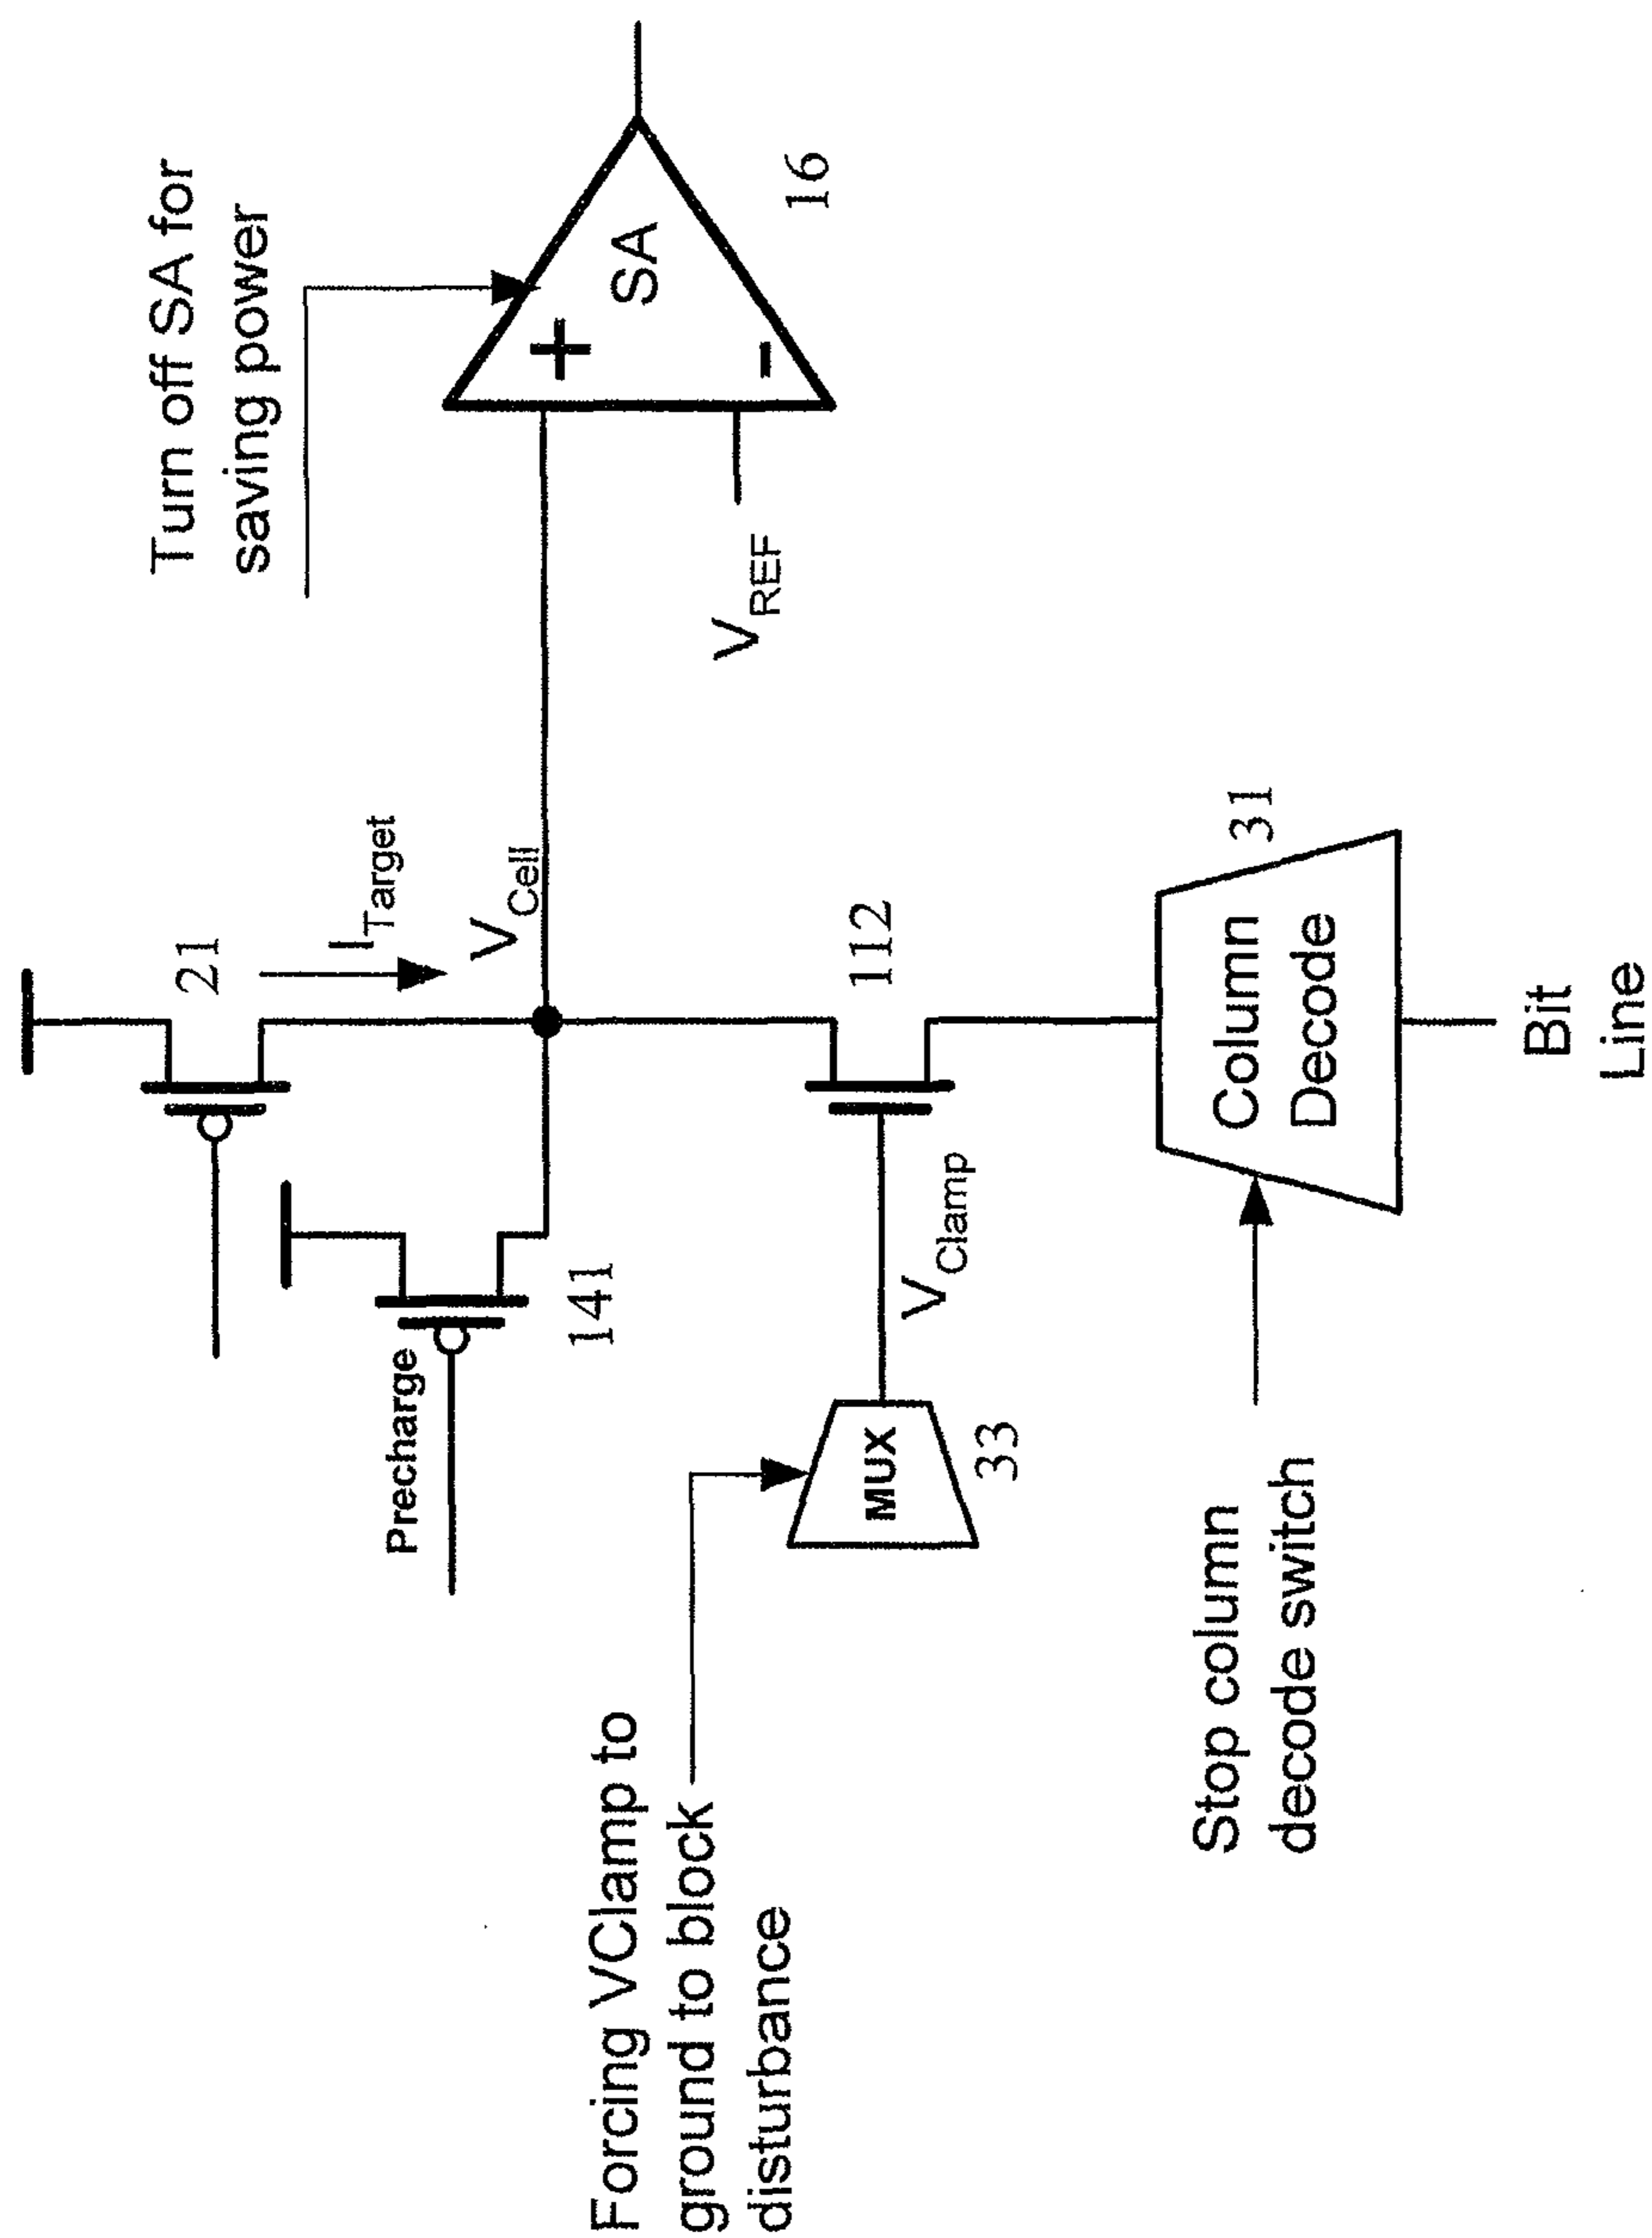 Turn off SA for
saving power
21
I_Target
V_Cell
Precharge
141
+
SA
-
16
V_REF
Forcing VClamp to
ground to block
disturbance
MUX
33
V_Clamp
112
Stop column
decode switch
Column
Decode
31
Bit
Line